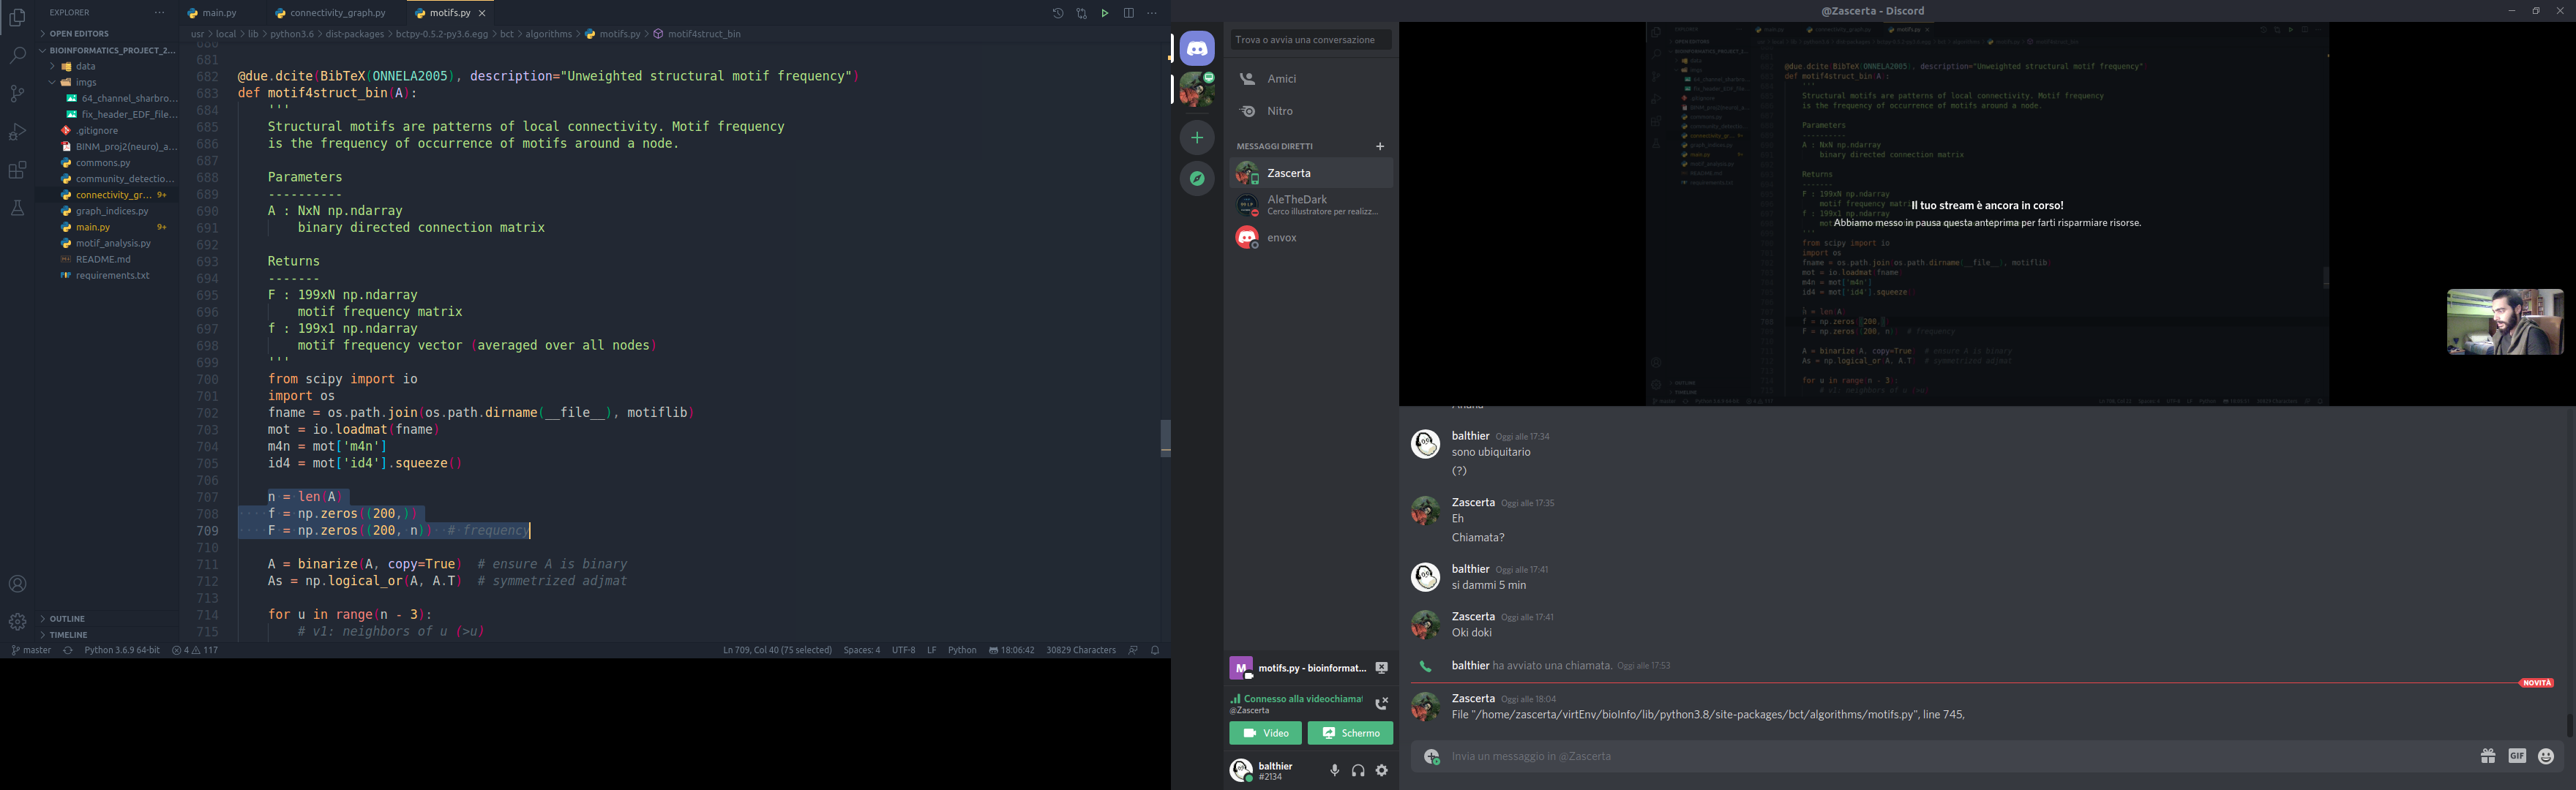 EXPLORER
OPEN EDITORS
BIOINFORMATICS_PROJECT_2...
data
imgs
64_channel_sharbro...
fix_header_EDF_file...
.gitignore
BINM_proj2(neuro)_a...
commons.py
community_detectio...
connectivity_gr... 9+
graph_indices.py
main.py 9+
motif_analysis.py
README.md
requirements.txt
OUTLINE
TIMELINE
main.py connectivity_graph.py motifs.py
usr > local > lib > python3.6 > dist-packages > bctpy-0.5.2-py3.6.egg > bct > algorithms > motifs.py > motif4struct_bin
680
681
682 @due.dcite(BibTeX(ONNELA2005), description="Unweighted structural motif frequency")
683 def motif4struct_bin(A):
684 '''
685 Structural motifs are patterns of local connectivity. Motif frequency
686 is the frequency of occurrence of motifs around a node.
687
688 Parameters
689 ----------
690 A : NxN np.ndarray
691 binary directed connection matrix
692
693 Returns
694 -------
695 F : 199xN np.ndarray
696 motif frequency matrix
697 f : 199x1 np.ndarray
698 motif frequency vector (averaged over all nodes)
699 '''
700 from scipy import io
701 import os
702 fname = os.path.join(os.path.dirname(__file__), motiflib)
703 mot = io.loadmat(fname)
704 m4n = mot['m4n']
705 id4 = mot['id4'].squeeze()
706
707 n = len(A)
708 f = np.zeros((200,))
709 F = np.zeros((200, n)) # frequency
710
711 A = binarize(A, copy=True) # ensure A is binary
712 As = np.logical_or(A, A.T) # symmetrized adjmat
713
714 for u in range(n - 3):
715 # v1: neighbors of u (>u)
master Python 3.6.9 64-bit 4 117 Ln 709, Col 40 (75 selected) Spaces: 4 UTF-8 LF Python 18:06:42 30829 Characters
@Zascerta - Discord
Trova o avvia una conversazione
Amici
Nitro
MESSAGGI DIRETTI
Zascerta
AleTheDark
Cerco illustratore per realizz...
envox
M motifs.py - bioinformat...
Connesso alla videochiamat
@Zascerta
Video Schermo
balthier
#2134
Il tuo stream è ancora in corso!
Abbiamo messo in pausa questa anteprima per farti risparmiare risorse.
balthier Oggi alle 17:34
sono ubiquitario
(?)
Zascerta Oggi alle 17:35
Eh
Chiamata?
balthier Oggi alle 17:41
si dammi 5 min
Zascerta Oggi alle 17:41
Oki doki
balthier ha avviato una chiamata. Oggi alle 17:53
NOVITÀ
Zascerta Oggi alle 18:04
File "/home/zascerta/virtEnv/bioInfo/lib/python3.8/site-packages/bct/algorithms/motifs.py", line 745,
Invia un messaggio in @Zascerta
GIF